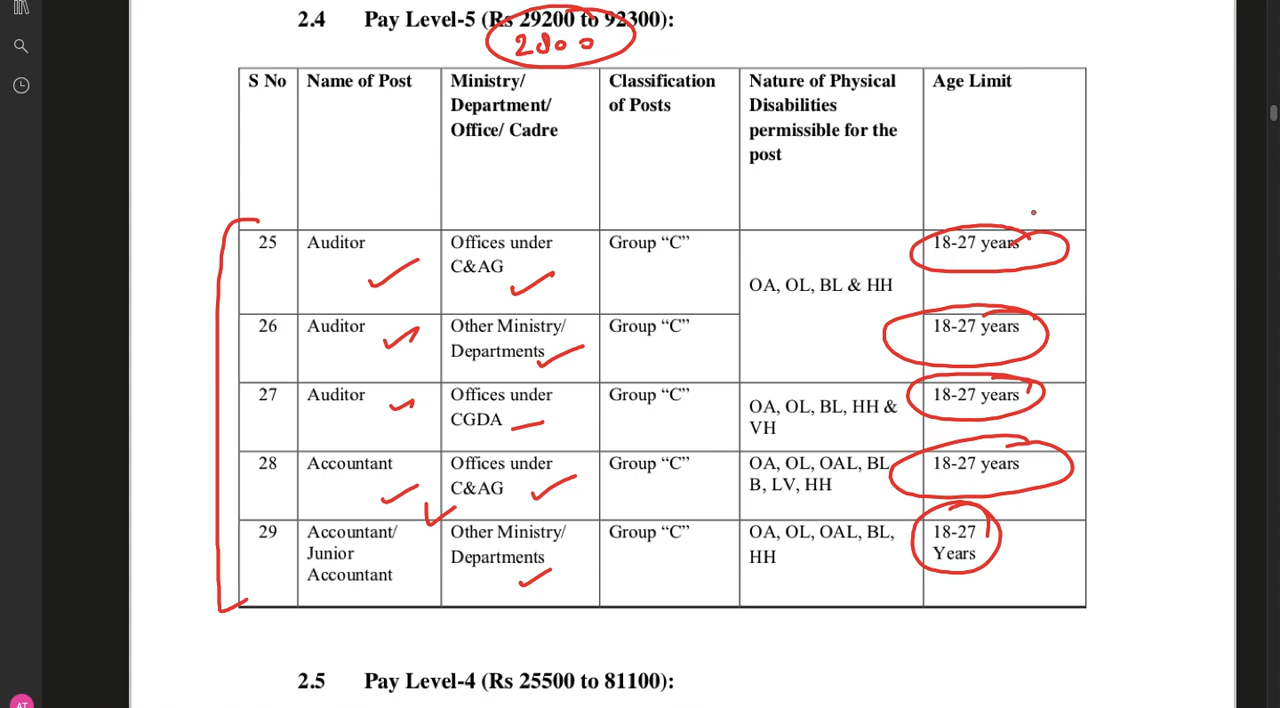 2.4 Pay Level-5 (Rs 29200 to 92300):
2800
S No Name of Post Ministry/ Department/ Office/ Cadre Classification of Posts Nature of Physical Disabilities permissible for the post Age Limit
25 Auditor Offices under C&AG Group “C” OA, OL, BL & HH 18-27 years
26 Auditor Other Ministry/ Departments Group “C” 18-27 years
27 Auditor Offices under CGDA Group “C” OA, OL, BL, HH & VH 18-27 years
28 Accountant Offices under C&AG Group “C” OA, OL, OAL, BL B, LV, HH 18-27 years
29 Accountant/ Junior Accountant Other Ministry/ Departments Group “C” OA, OL, OAL, BL, HH 18-27 Years
2.5 Pay Level-4 (Rs 25500 to 81100):
AT